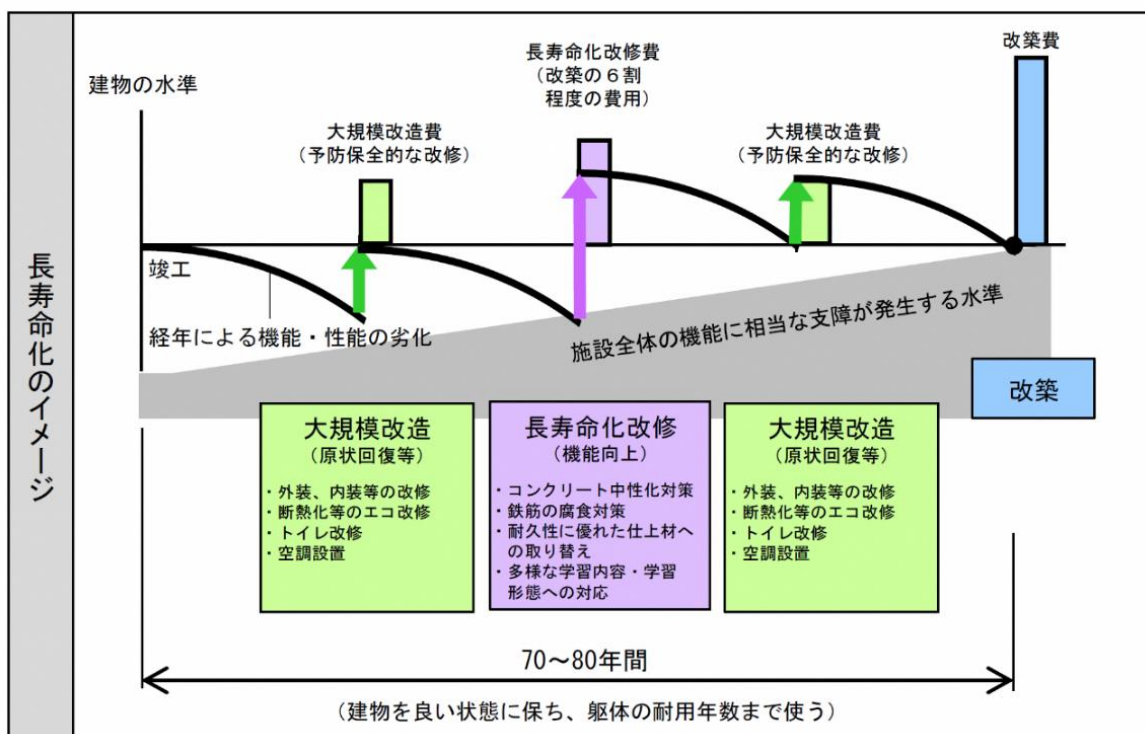 長寿命化のイメージ
建物の水準
大規模改造費
（予防保全的な改修）
長寿命化改修費
（改築の６割
程度の費用）
大規模改造費
（予防保全的な改修）
改築費
竣工
経年による機能・性能の劣化
施設全体の機能に相当な支障が発生する水準
改築
大規模改造
（原状回復等）
・外装、内装等の改修
・断熱化等のエコ改修
・トイレ改修
・空調設置
長寿命化改修
（機能向上）
・コンクリート中性化対策
・鉄筋の腐食対策
・耐久性に優れた仕上材へ
の取り替え
・多様な学習内容・学習
形態への対応
大規模改造
（原状回復等）
・外装、内装等の改修
・断熱化等のエコ改修
・トイレ改修
・空調設置
70～80年間
（建物を良い状態に保ち、躯体の耐用年数まで使う）